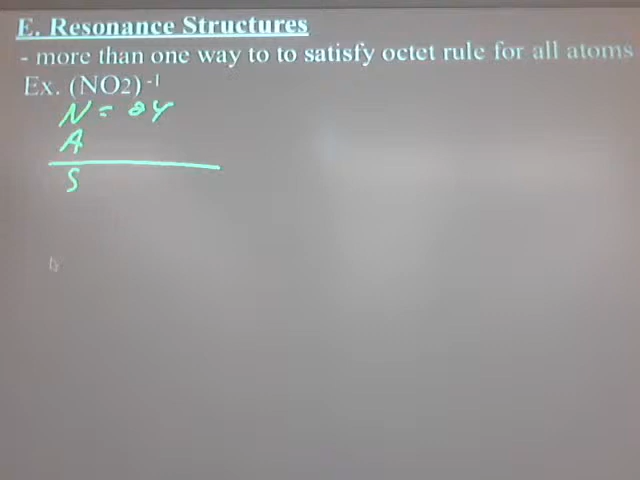 E. Resonance Structures
- more than one way to to satisfy octet rule for all atoms
Ex. (NO2) -1
N = 24
A
S